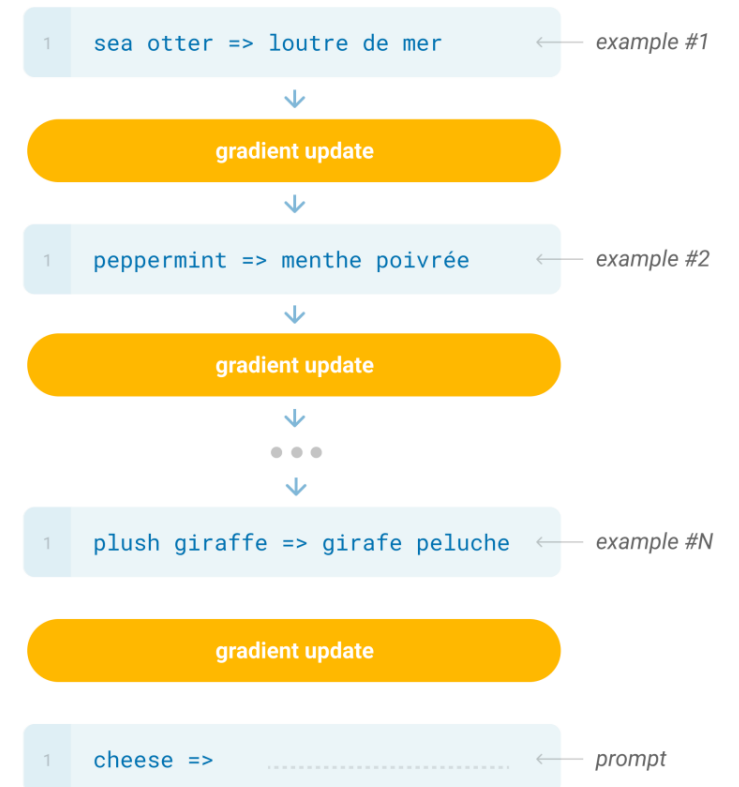 1 sea otter => loutre de mer example #1
gradient update
1 peppermint => menthe poivrée example #2
gradient update
1 plush giraffe => girafe peluche example #N
gradient update
1 cheese => prompt